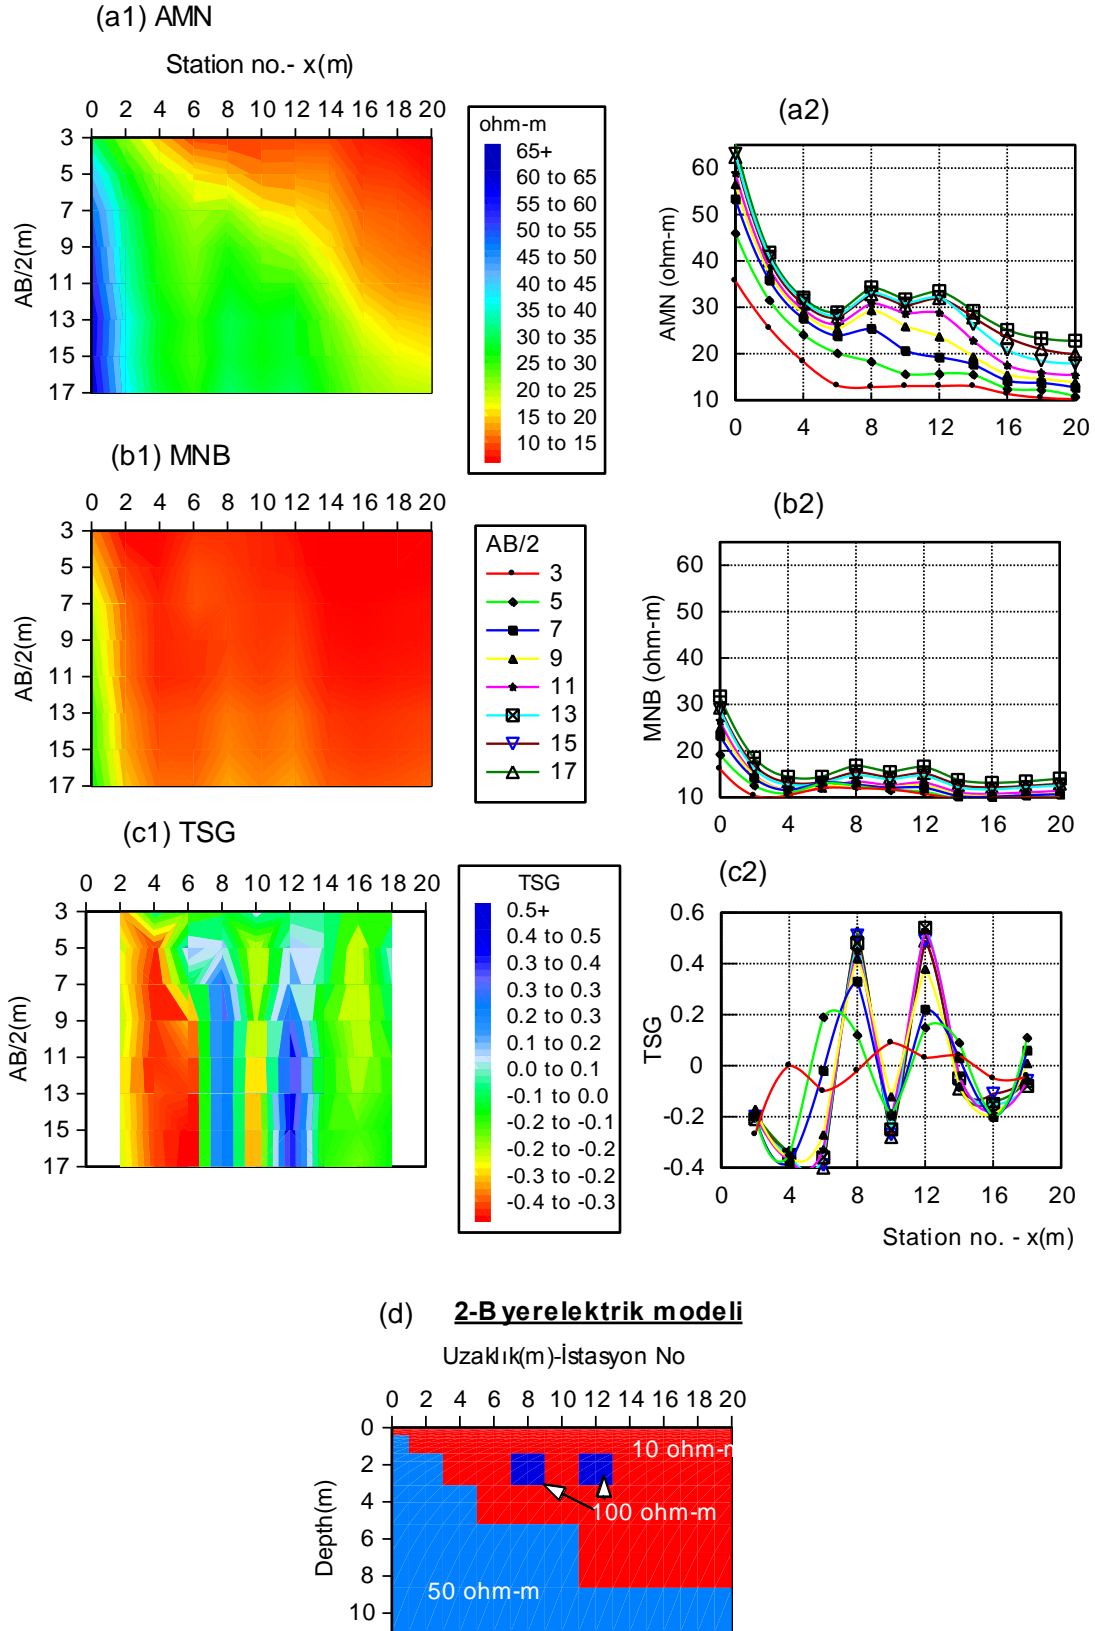 (a1) AMN
Station no.- x(m)
0 2 4 6 8 10 12 14 16 20
3
5
7
9
11
13
15
17
AB/2(m)
ohm-m
65+
60 to 65
55 to 60
50 to 55
45 to 50
40 to 45
35 to 40
30 to 35
25 to 30
20 to 25
15 to 20
10 to 15
(a2)
60
50
40
30
20
10
AMN (ohm-m)
0 4 8 12 16 20
(b1) MNB
0 2 4 6 8 10 12 14 16 20
3
5
7
9
11
13
15
17
AB/2(m)
AB/2
3
5
7
9
11
13
15
17
(b2)
60
50
40
30
20
10
MNB (ohm-m)
0 4 8 12 16 20
(c1) TSG
0 2 4 6 8 10 12 14 16 20
3
5
7
9
11
13
15
17
AB/2(m)
TSG
0.5+
0.4 to 0.5
0.3 to 0.4
0.3 to 0.3
0.2 to 0.3
0.1 to 0.2
0.0 to 0.1
-0.1 to 0.0
-0.2 to -0.1
-0.2 to -0.2
-0.3 to -0.2
-0.4 to -0.3
(c2)
0.6
0.4
0.2
0
-0.2
-0.4
TSG
0 4 8 12 16 20
Station no. - x(m)
(d) 2-B yerelektrik modeli
Uzaklık(m)-İstasyon No
0 2 4 6 8 10 12 14 16 18 20
0
2
4
6
8
10
Depth(m)
10 ohm-m
100 ohm-m
50 ohm-m